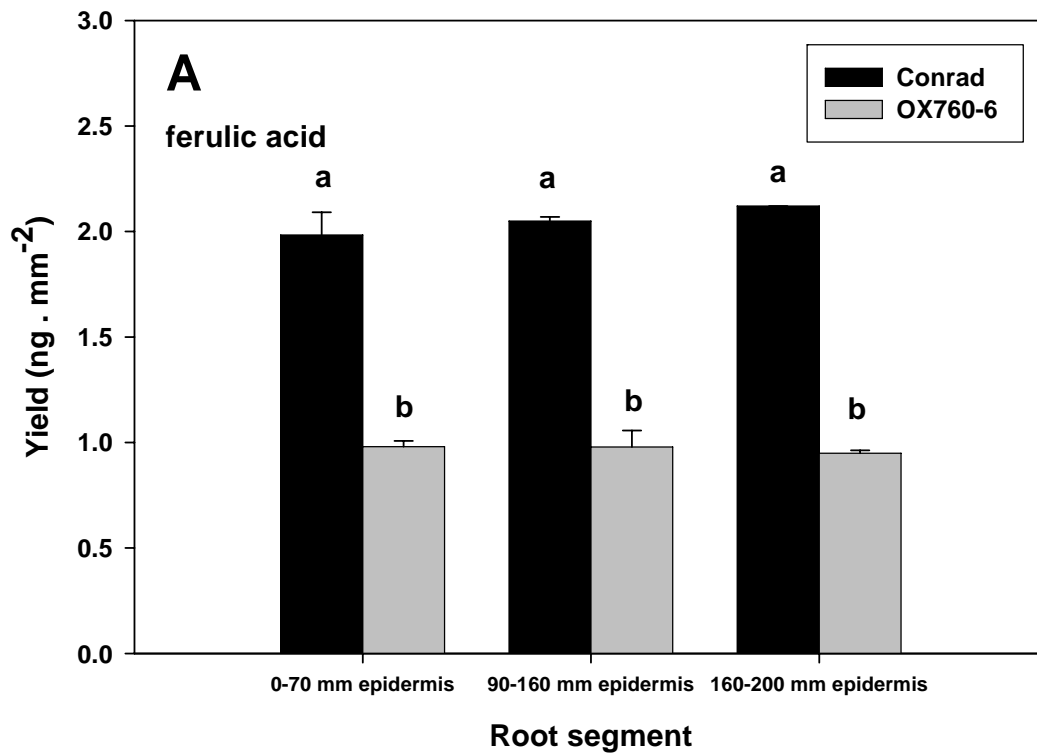 3.0
A
Conrad
OX760-6
2.5
ferulic acid
a
a
a
2.0
Yield (ng . mm-2)
1.5
b
b
b
1.0
0.5
0.0
0-70 mm epidermis
90-160 mm epidermis
160-200 mm epidermis
Root segment